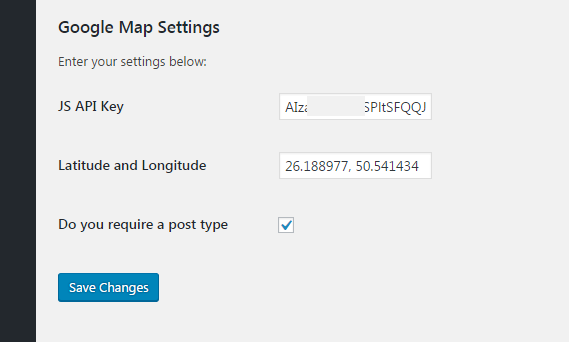 Google Map Settings
Enter your settings below:
JS API Key AIza SPItSFQQJ
Latitude and Longitude 26.188977, 50.541434
Do you require a post type
Save Changes